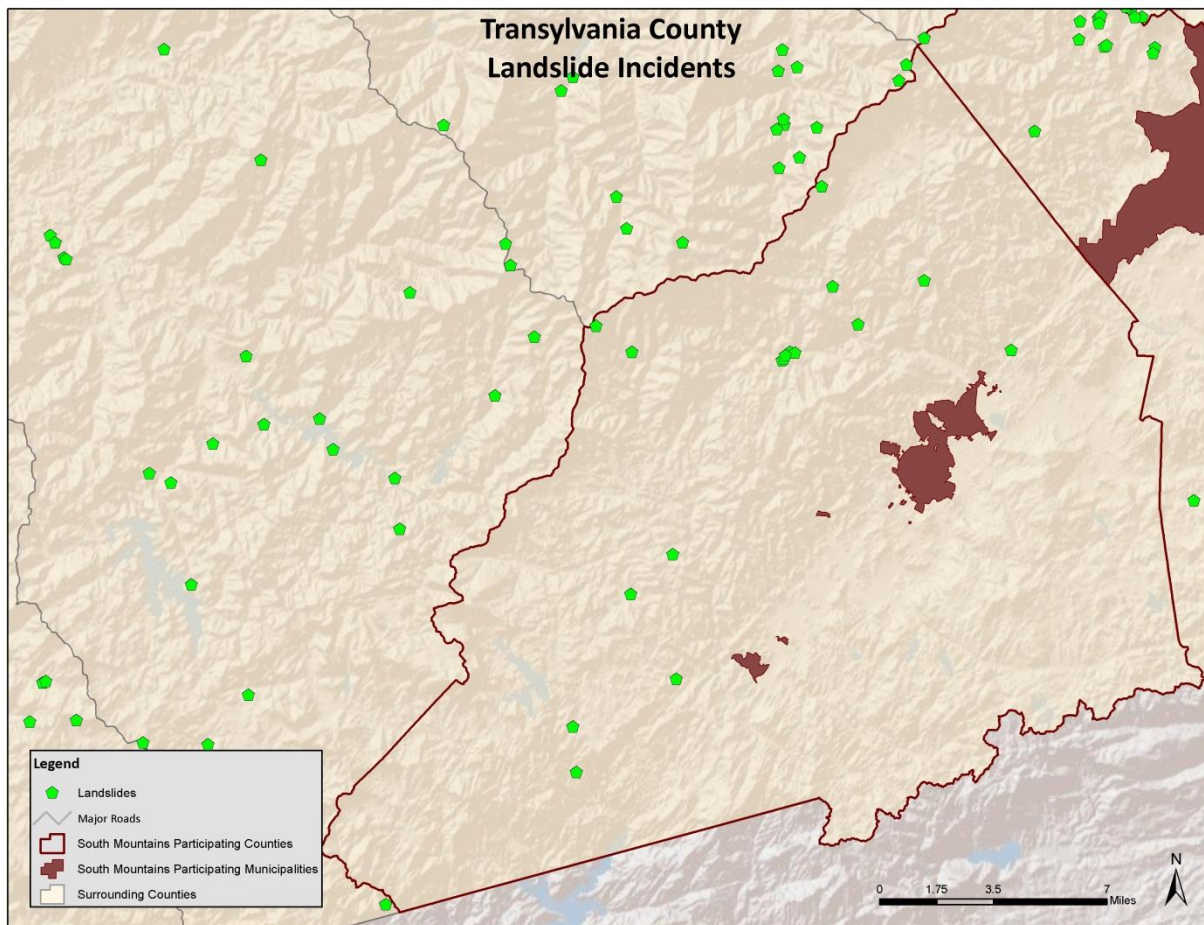 Transylvania County
Landslide Incidents
Legend
Landslides
Major Roads
South Mountains Participating Counties
South Mountains Participating Municipalities
Surrounding Counties
N
0 1.75 3.5 7
Miles